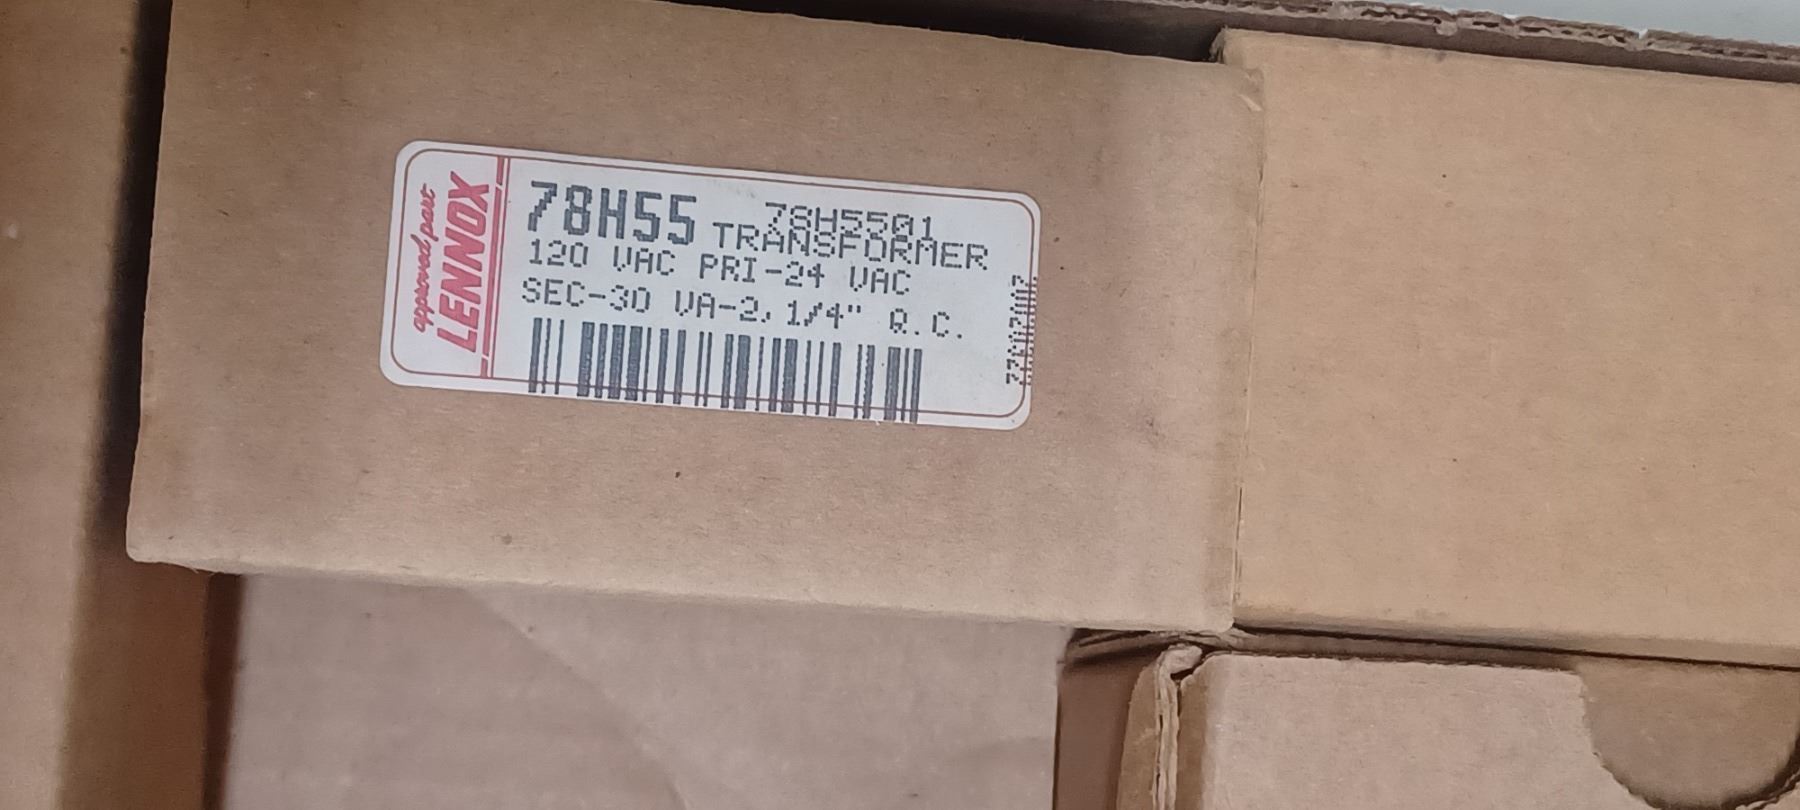 approved part
LENNOX
78H55 78H5501
TRANSFORMER
120 VAC PRI-24 VAC
SEC-30 VA-2, 1/4" Q.C.